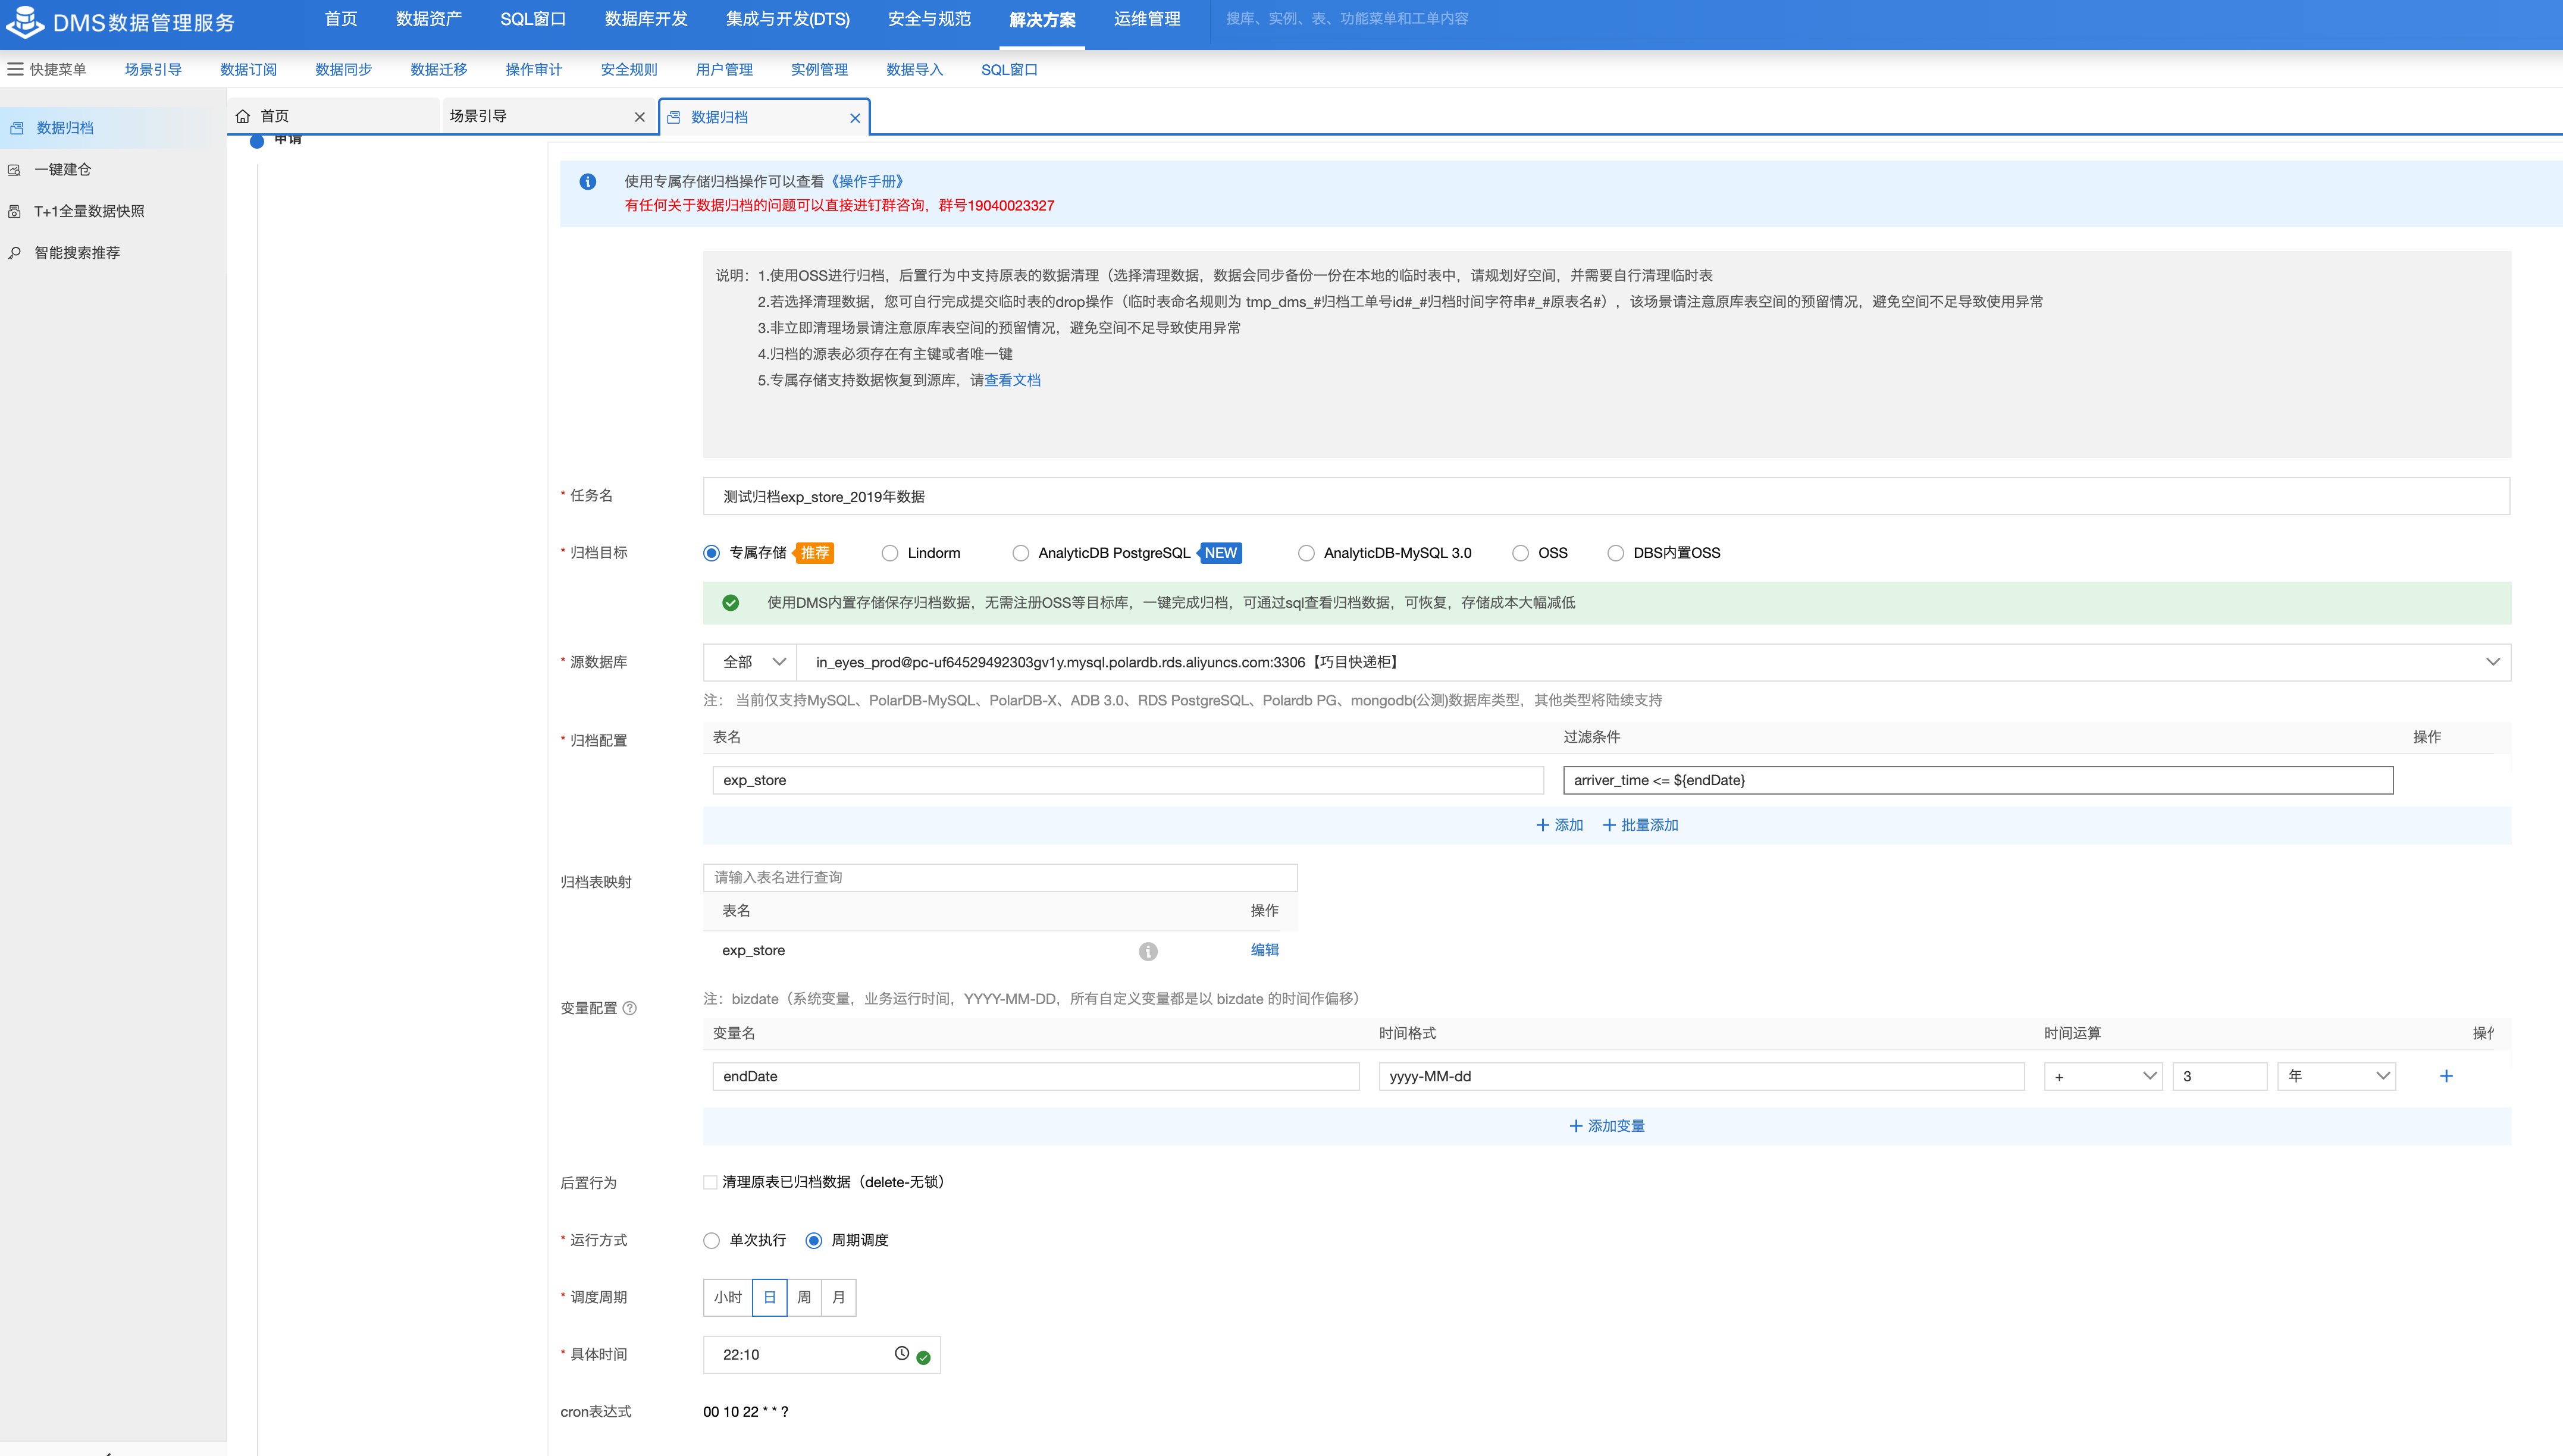 DMS数据管理服务 首页 数据资产 SQL窗口 数据库开发 集成与开发(DTS) 安全与规范 解决方案 运维管理 搜库、实例、表、功能菜单和工单内容
快捷菜单 场景引导 数据订阅 数据同步 数据迁移 操作审计 安全规则 用户管理 实例管理 数据导入 SQL窗口
数据归档
一键建仓
T+1全量数据快照
智能搜索推荐
首页 场景引导 数据归档
申请
使用专属存储归档操作可以查看《操作手册》
有任何关于数据归档的问题可以直接进钉群咨询，群号19040023327
说明：1.使用OSS进行归档，后置行为中支持原表的数据清理（选择清理数据，数据会同步备份一份在本地的临时表中，请规划好空间，并需要自行清理临时表
2.若选择清理数据，您可自行完成提交临时表的drop操作（临时表命名规则为 tmp_dms_#归档工单号id#_#归档时间字符串#_#原表名#），该场景请注意原库表空间的预留情况，避免空间不足导致使用异常
3.非立即清理场景请注意原库表空间的预留情况，避免空间不足导致使用异常
4.归档的源表必须存在有主键或者唯一键
5.专属存储支持数据恢复到源库，请查看文档
* 任务名 测试归档exp_store_2019年数据
* 归档目标 专属存储 推荐 Lindorm AnalyticDB PostgreSQL NEW AnalyticDB-MySQL 3.0 OSS DBS内置OSS
使用DMS内置存储保存归档数据，无需注册OSS等目标库，一键完成归档，可通过sql查看归档数据，可恢复，存储成本大幅减低
* 源数据库 全部 in_eyes_prod@pc-uf64529492303gv1y.mysql.polardb.rds.aliyuncs.com:3306【巧目快递柜】
注： 当前仅支持MySQL、PolarDB-MySQL、PolarDB-X、ADB 3.0、RDS PostgreSQL、Polardb PG、mongodb(公测)数据库类型，其他类型将陆续支持
* 归档配置 表名 过滤条件 操作
exp_store arriver_time <= ${endDate}
+ 添加 + 批量添加
归档表映射 请输入表名进行查询
表名 操作
exp_store 编辑
变量配置 注：bizdate（系统变量，业务运行时间，YYYY-MM-DD，所有自定义变量都是以 bizdate 的时间作偏移）
变量名 时间格式 时间运算 操作
endDate yyyy-MM-dd + 3 年 +
+ 添加变量
后置行为 清理原表已归档数据（delete-无锁）
* 运行方式 单次执行 周期调度
* 调度周期 小时 日 周 月
* 具体时间 22:10
cron表达式 00 10 22 * * ?